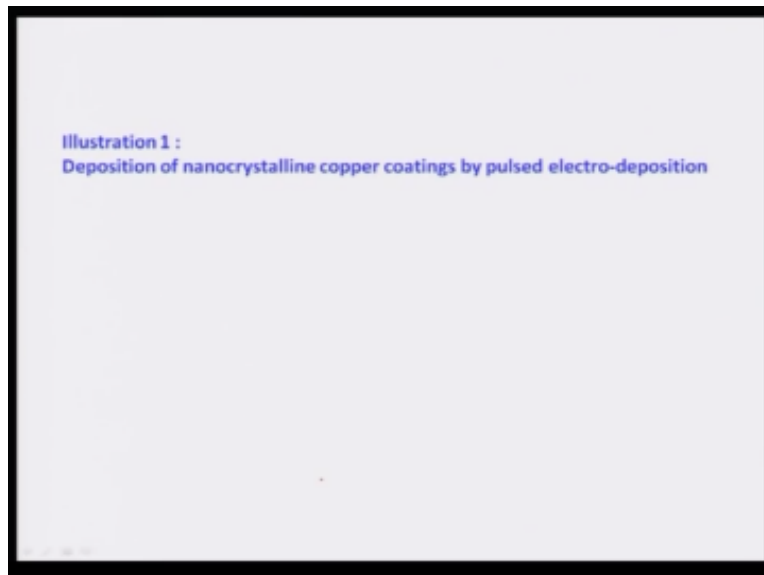 Illustration 1 :
Deposition of nanocrystalline copper coatings by pulsed electro-deposition